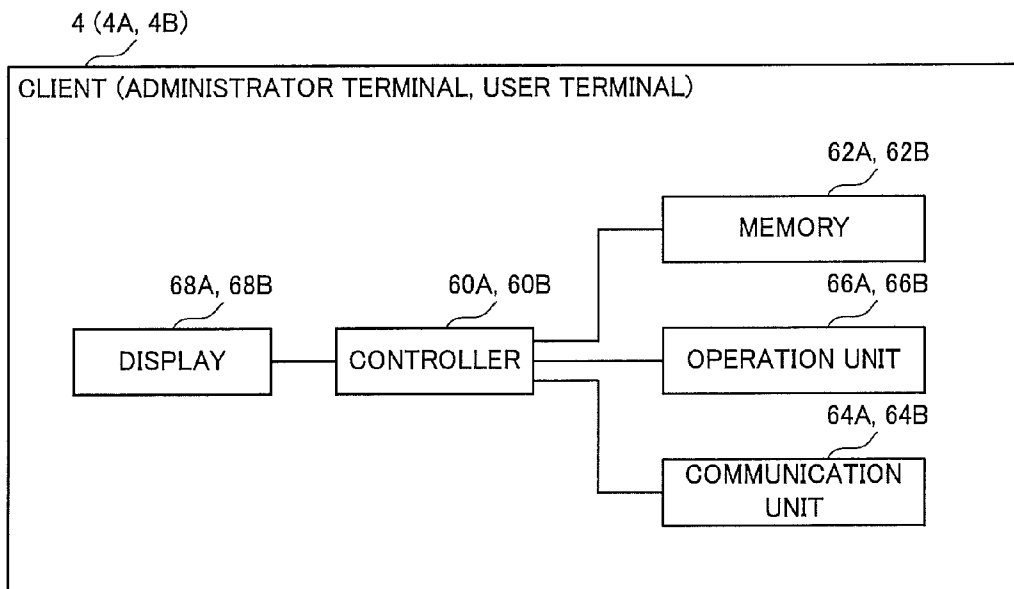 4 (4A, 4B)
CLIENT (ADMINISTRATOR TERMINAL, USER TERMINAL)
62A, 62B
MEMORY
68A, 68B
60A, 60B
66A, 66B
DISPLAY
CONTROLLER
OPERATION UNIT
64A, 64B
COMMUNICATION
UNIT